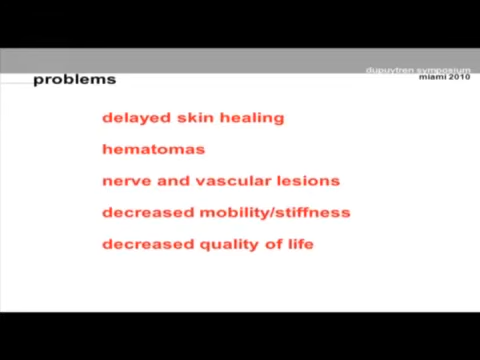 dupuytren symposium
miami 2010
problems
delayed skin healing
hematomas
nerve and vascular lesions
decreased mobility/stiffness
decreased quality of life